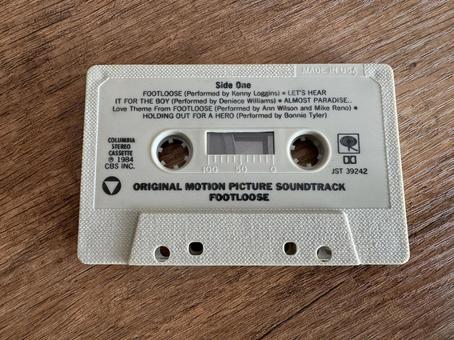 MADE IN U.S.A.
Side One
FOOTLOOSE (Performed by Kenny Loggins) • LET'S HEAR
IT FOR THE BOY (Performed by Deniece Williams) • ALMOST PARADISE..
Love Theme From FOOTLOOSE (Performed by Ann Wilson and Mike Reno) •
HOLDING OUT FOR A HERO (Performed by Bonnie Tyler)
COLUMBIA
STEREO
CASSETTE
℗ 1984
CBS INC.
100 50 0
JST 39242
ORIGINAL MOTION PICTURE SOUNDTRACK
FOOTLOOSE